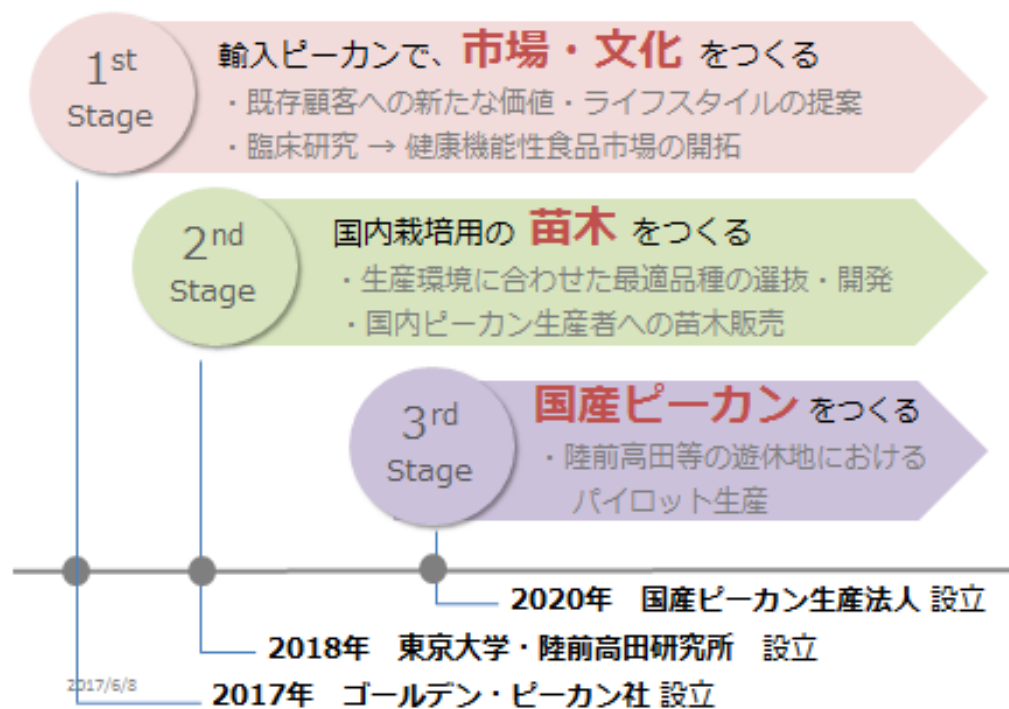 1st
Stage
輸入ピーカンで、市場・文化 をつくる
・既存顧客への新たな価値・ライフスタイルの提案
・臨床研究 → 健康機能性食品市場の開拓
2nd
Stage
国内栽培用の 苗木 をつくる
・生産環境に合わせた最適品種の選抜・開発
・国内ピーカン生産者への苗木販売
3rd
Stage
国産ピーカン をつくる
・陸前高田等の遊休地における
パイロット生産
2020年 国産ピーカン生産法人 設立
2018年 東京大学・陸前高田研究所 設立
2017/6/8
2017年 ゴールデン・ピーカン社 設立